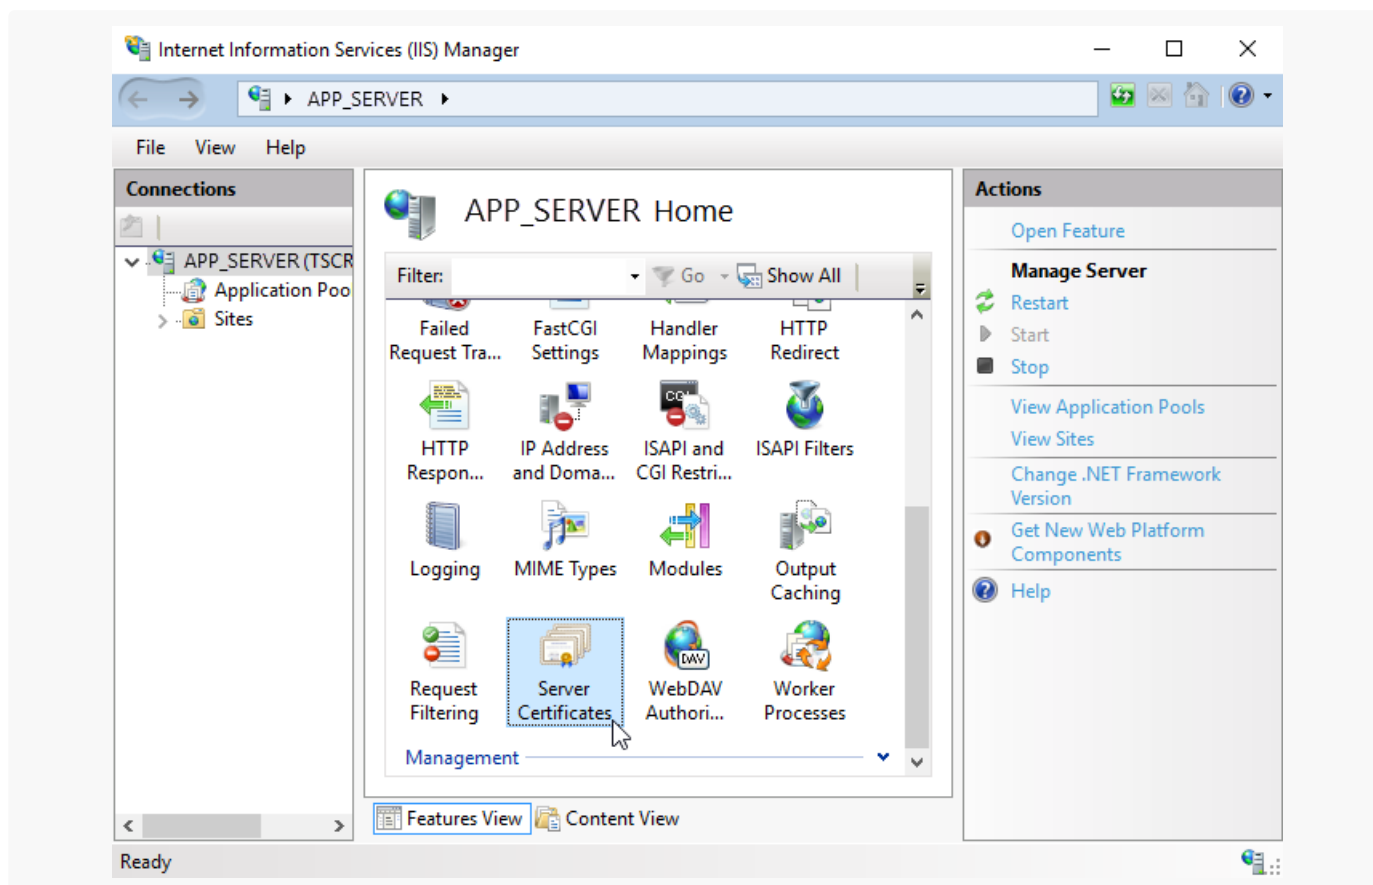 Internet Information Services (IIS) Manager
APP_SERVER
File View Help
Connections
APP_SERVER (TSCR
Application Poo
Sites
APP_SERVER Home
Filter:
Go
Show All
Failed
Request Tra...
FastCGI
Settings
Handler
Mappings
HTTP
Redirect
HTTP
Respon...
IP Address
and Doma...
ISAPI and
CGI Restri...
ISAPI Filters
Logging
MIME Types
Modules
Output
Caching
Request
Filtering
Server
Certificates
WebDAV
Authori...
Worker
Processes
Management
Features View
Content View
Actions
Open Feature
Manage Server
Restart
Start
Stop
View Application Pools
View Sites
Change .NET Framework
Version
Get New Web Platform
Components
Help
Ready
CGI
DAV